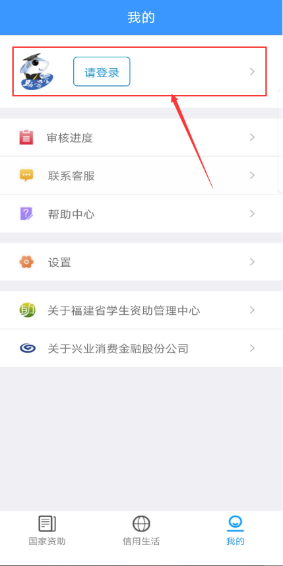 我的
请登录
审核进度
联系客服
帮助中心
设置
关于福建省学生资助管理中心
关于兴业消费金融股份公司
国家资助
信用生活
我的